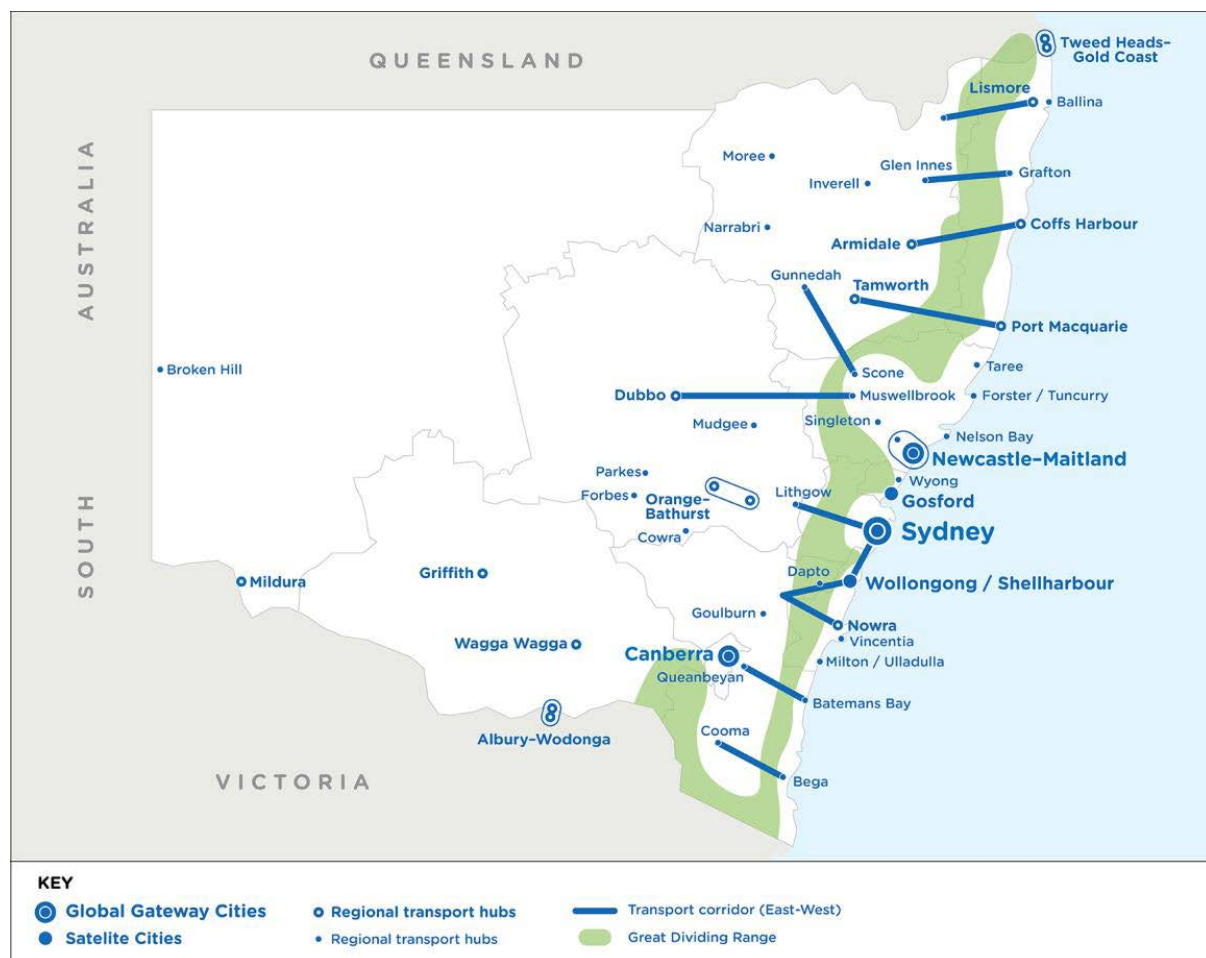 QUEENSLAND
Tweed Heads–
Gold Coast
Lismore
Ballina
Moree
Glen Innes
Grafton
Inverell
AUSTRALIA
Narrabri
Coffs Harbour
Armidale
Gunnedah
Tamworth
Port Macquarie
Broken Hill
Taree
Scone
Dubbo
Muswellbrook
Forster / Tuncurry
Mudgee
Singleton
Nelson Bay
Newcastle–Maitland
Parkes
Wyong
Forbes
Orange–
Bathurst
Lithgow
Gosford
SOUTH
Cowra
Sydney
Mildura
Griffith
Dapto
Wollongong / Shellharbour
Goulburn
Nowra
Vincentia
Wagga Wagga
Canberra
Milton / Ulladulla
Queanbeyan
Batemans Bay
Albury–Wodonga
Cooma
VICTORIA
Bega
KEY
Global Gateway Cities
Regional transport hubs
Transport corridor (East-West)
Satelite Cities
Regional transport hubs
Great Dividing Range